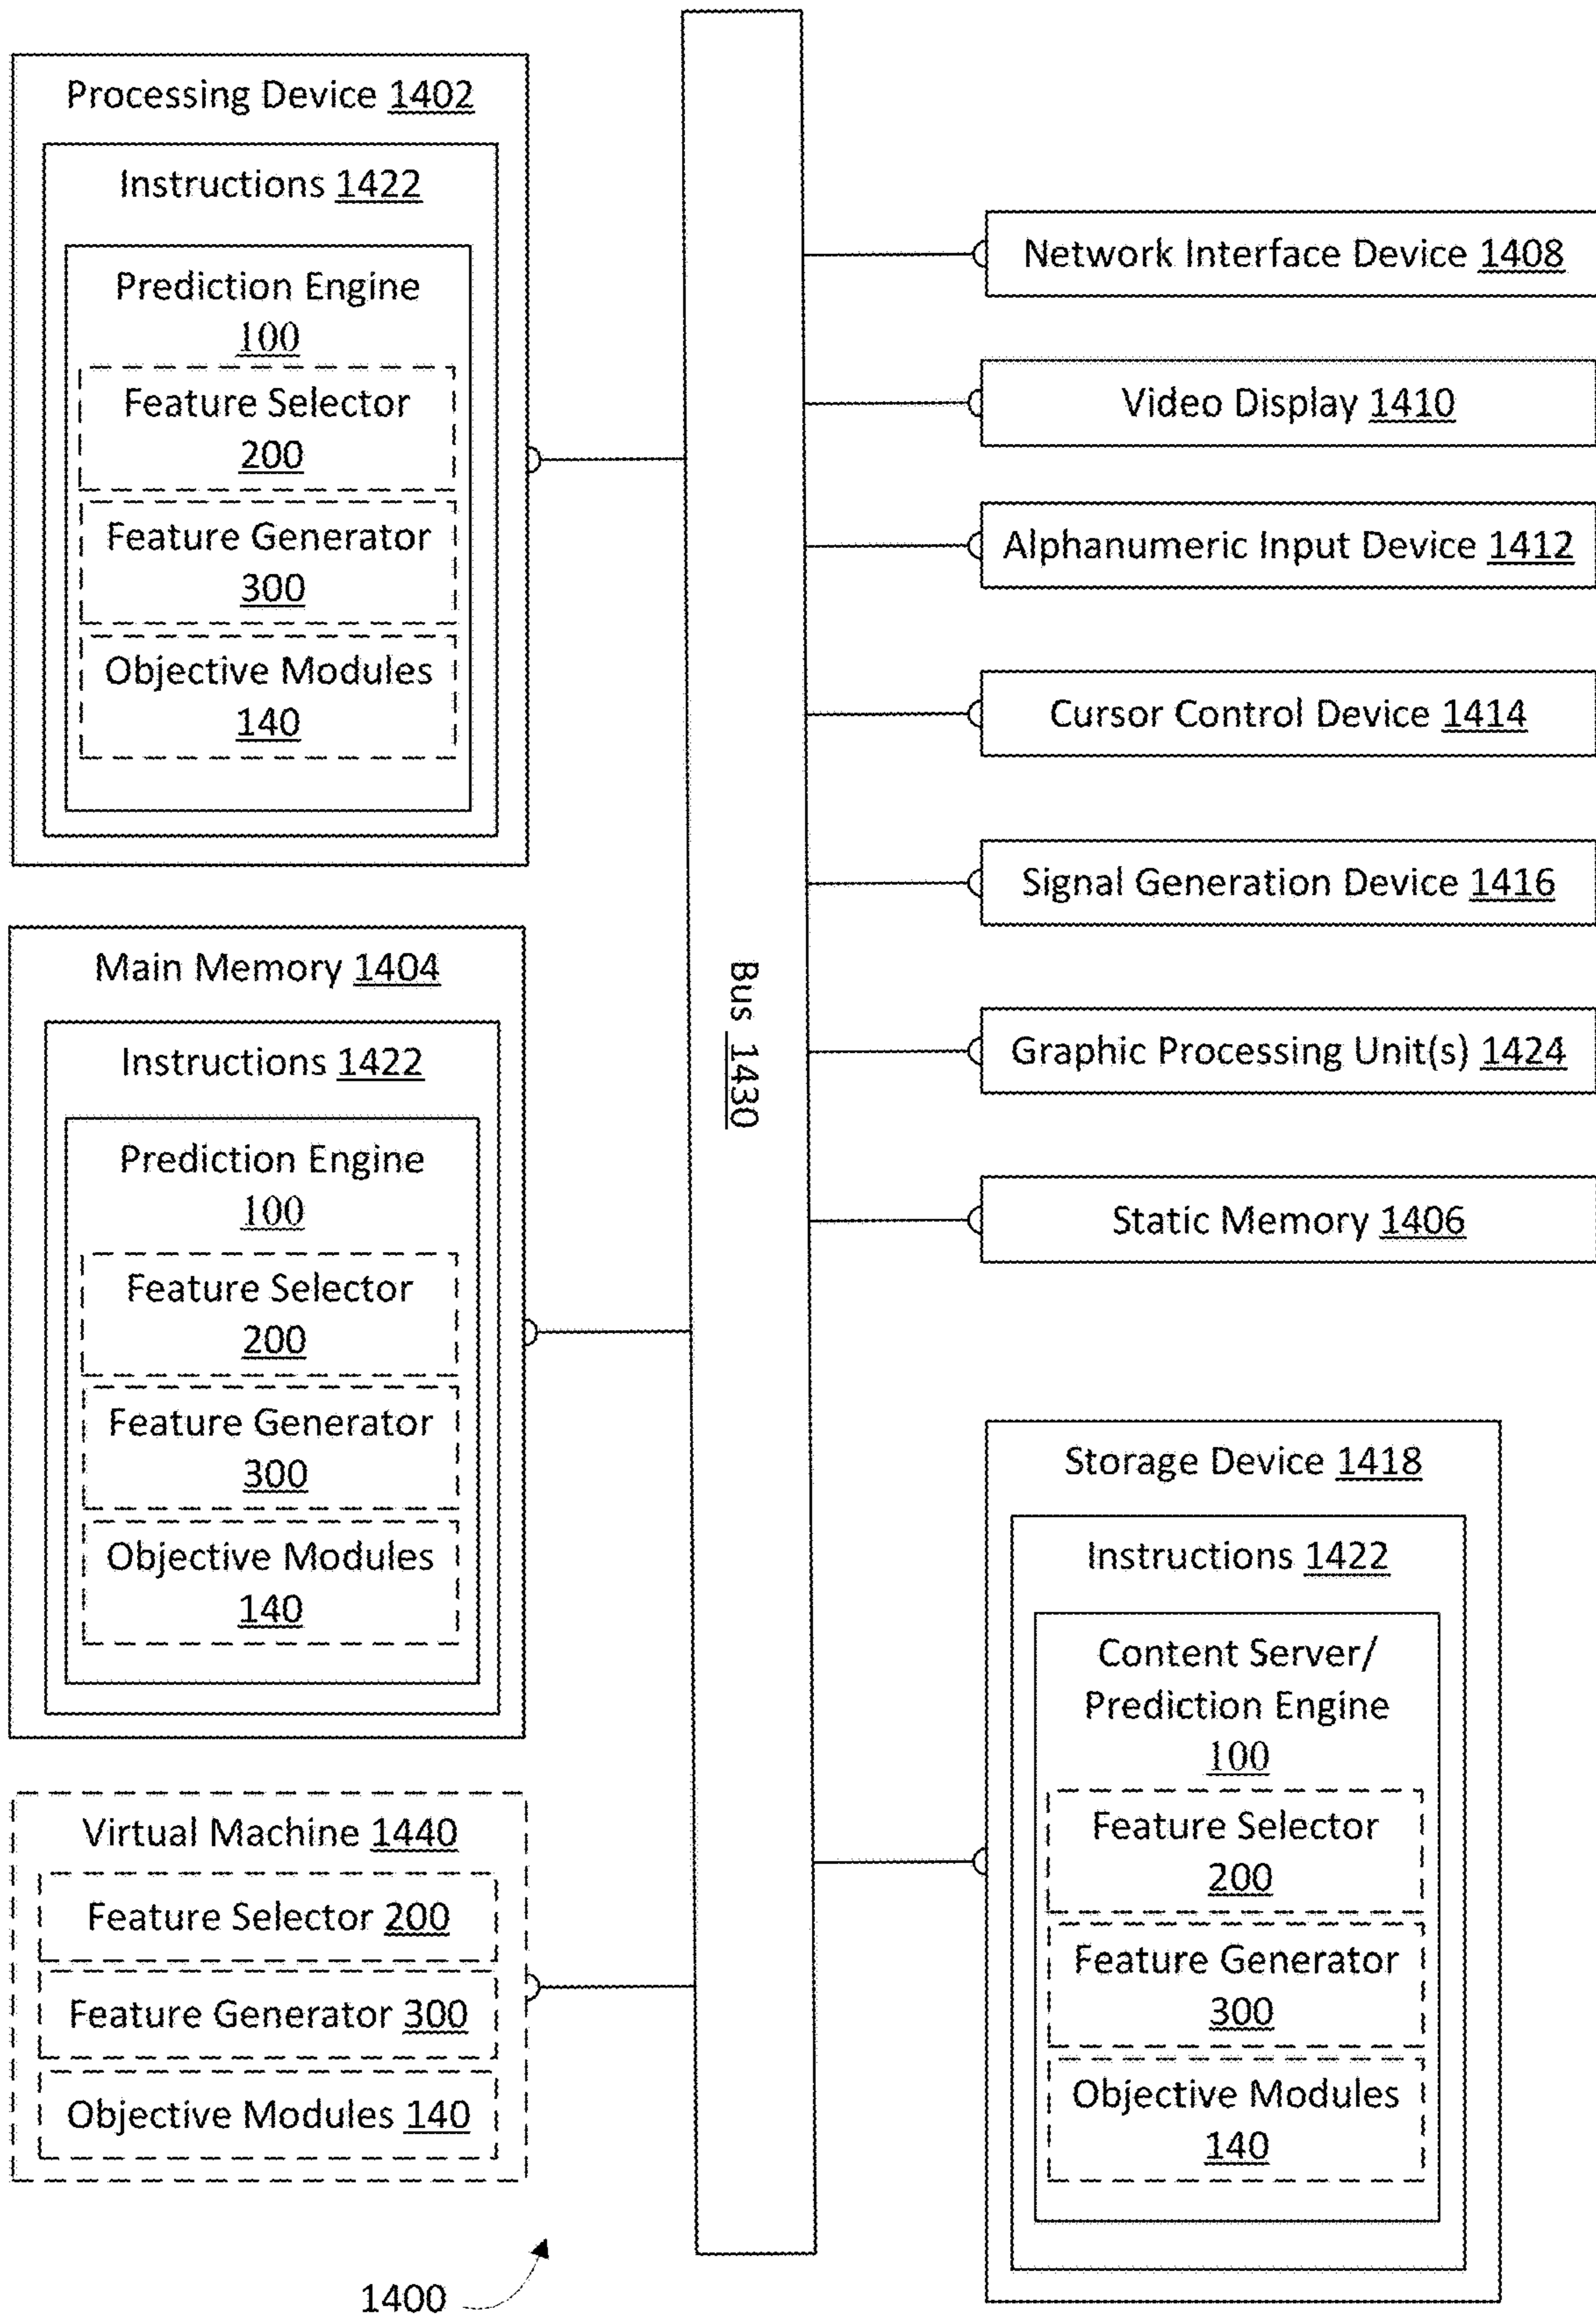 Processing Device 1402
Instructions 1422
Prediction Engine
100
Feature Selector
200
Feature Generator
300
Objective Modules
140
Main Memory 1404
Instructions 1422
Prediction Engine
100
Feature Selector
200
Feature Generator
300
Objective Modules
140
Virtual Machine 1440
Feature Selector 200
Feature Generator 300
Objective Modules 140
1400
Bus 1430
Network Interface Device 1408
Video Display 1410
Alphanumeric Input Device 1412
Cursor Control Device 1414
Signal Generation Device 1416
Graphic Processing Unit(s) 1424
Static Memory 1406
Storage Device 1418
Instructions 1422
Content Server/
Prediction Engine
100
Feature Selector
200
Feature Generator
300
Objective Modules
140